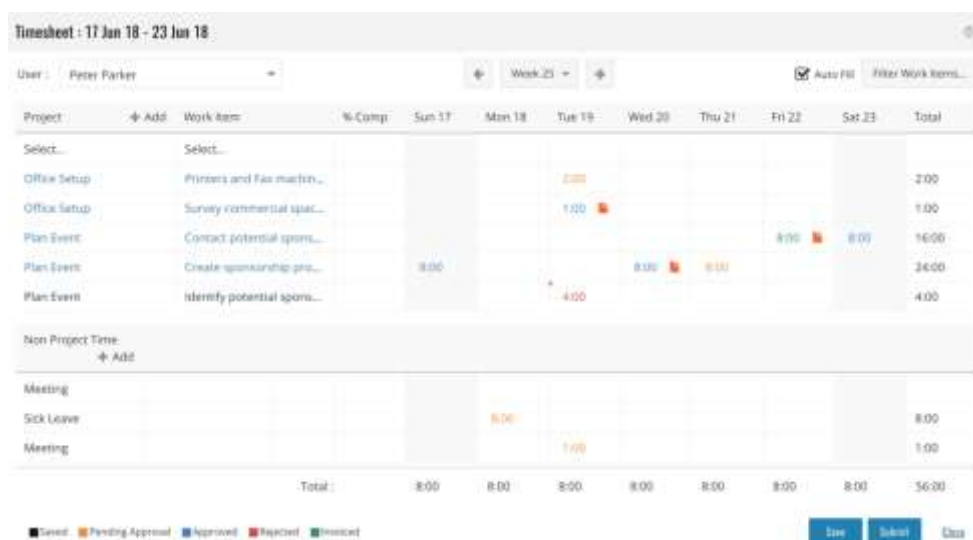 Timesheet : 17 Jun 18 - 23 Jun 18
User : Peter Parker Week 25 Auto Fill Filter Work Items...
Project + Add Work Item % Comp Sun 17 Mon 18 Tue 19 Wed 20 Thu 21 Fri 22 Sat 23 Total
Select... Select...
Office Setup Printers and Fax machin... 2:00 2:00
Office Setup Survey commercial spac... 1:00 1:00
Plan Event Contact potential spons... 8:00 8:00 16:00
Plan Event Create sponsorship pro... 8:00 8:00 8:00 24:00
Plan Event Identify potential spons... 4:00 4:00
Non Project Time
+ Add
Meeting
Sick Leave 8:00 8:00
Meeting 1:00 1:00
Total : 8:00 8:00 8:00 8:00 8:00 8:00 8:00 56:00
Saved Pending Approval Approved Rejected Invoiced Save Submit Close